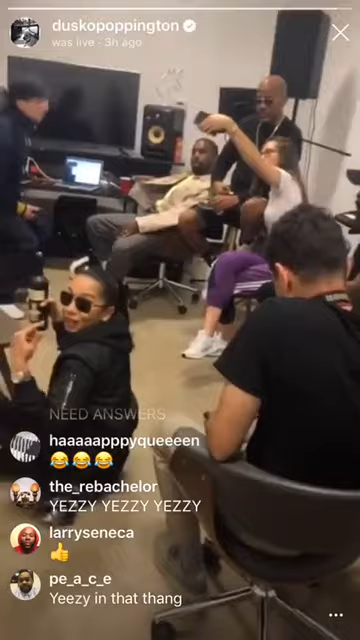 duskopoppington
was live · 3h ago
NEED ANSWERS
haaaaapppyqueeeen
😂😂😂
the_rebachelor
YEZZY YEZZY YEZZY
larryseneca
👍
pe_a_c_e
Yeezy in that thang